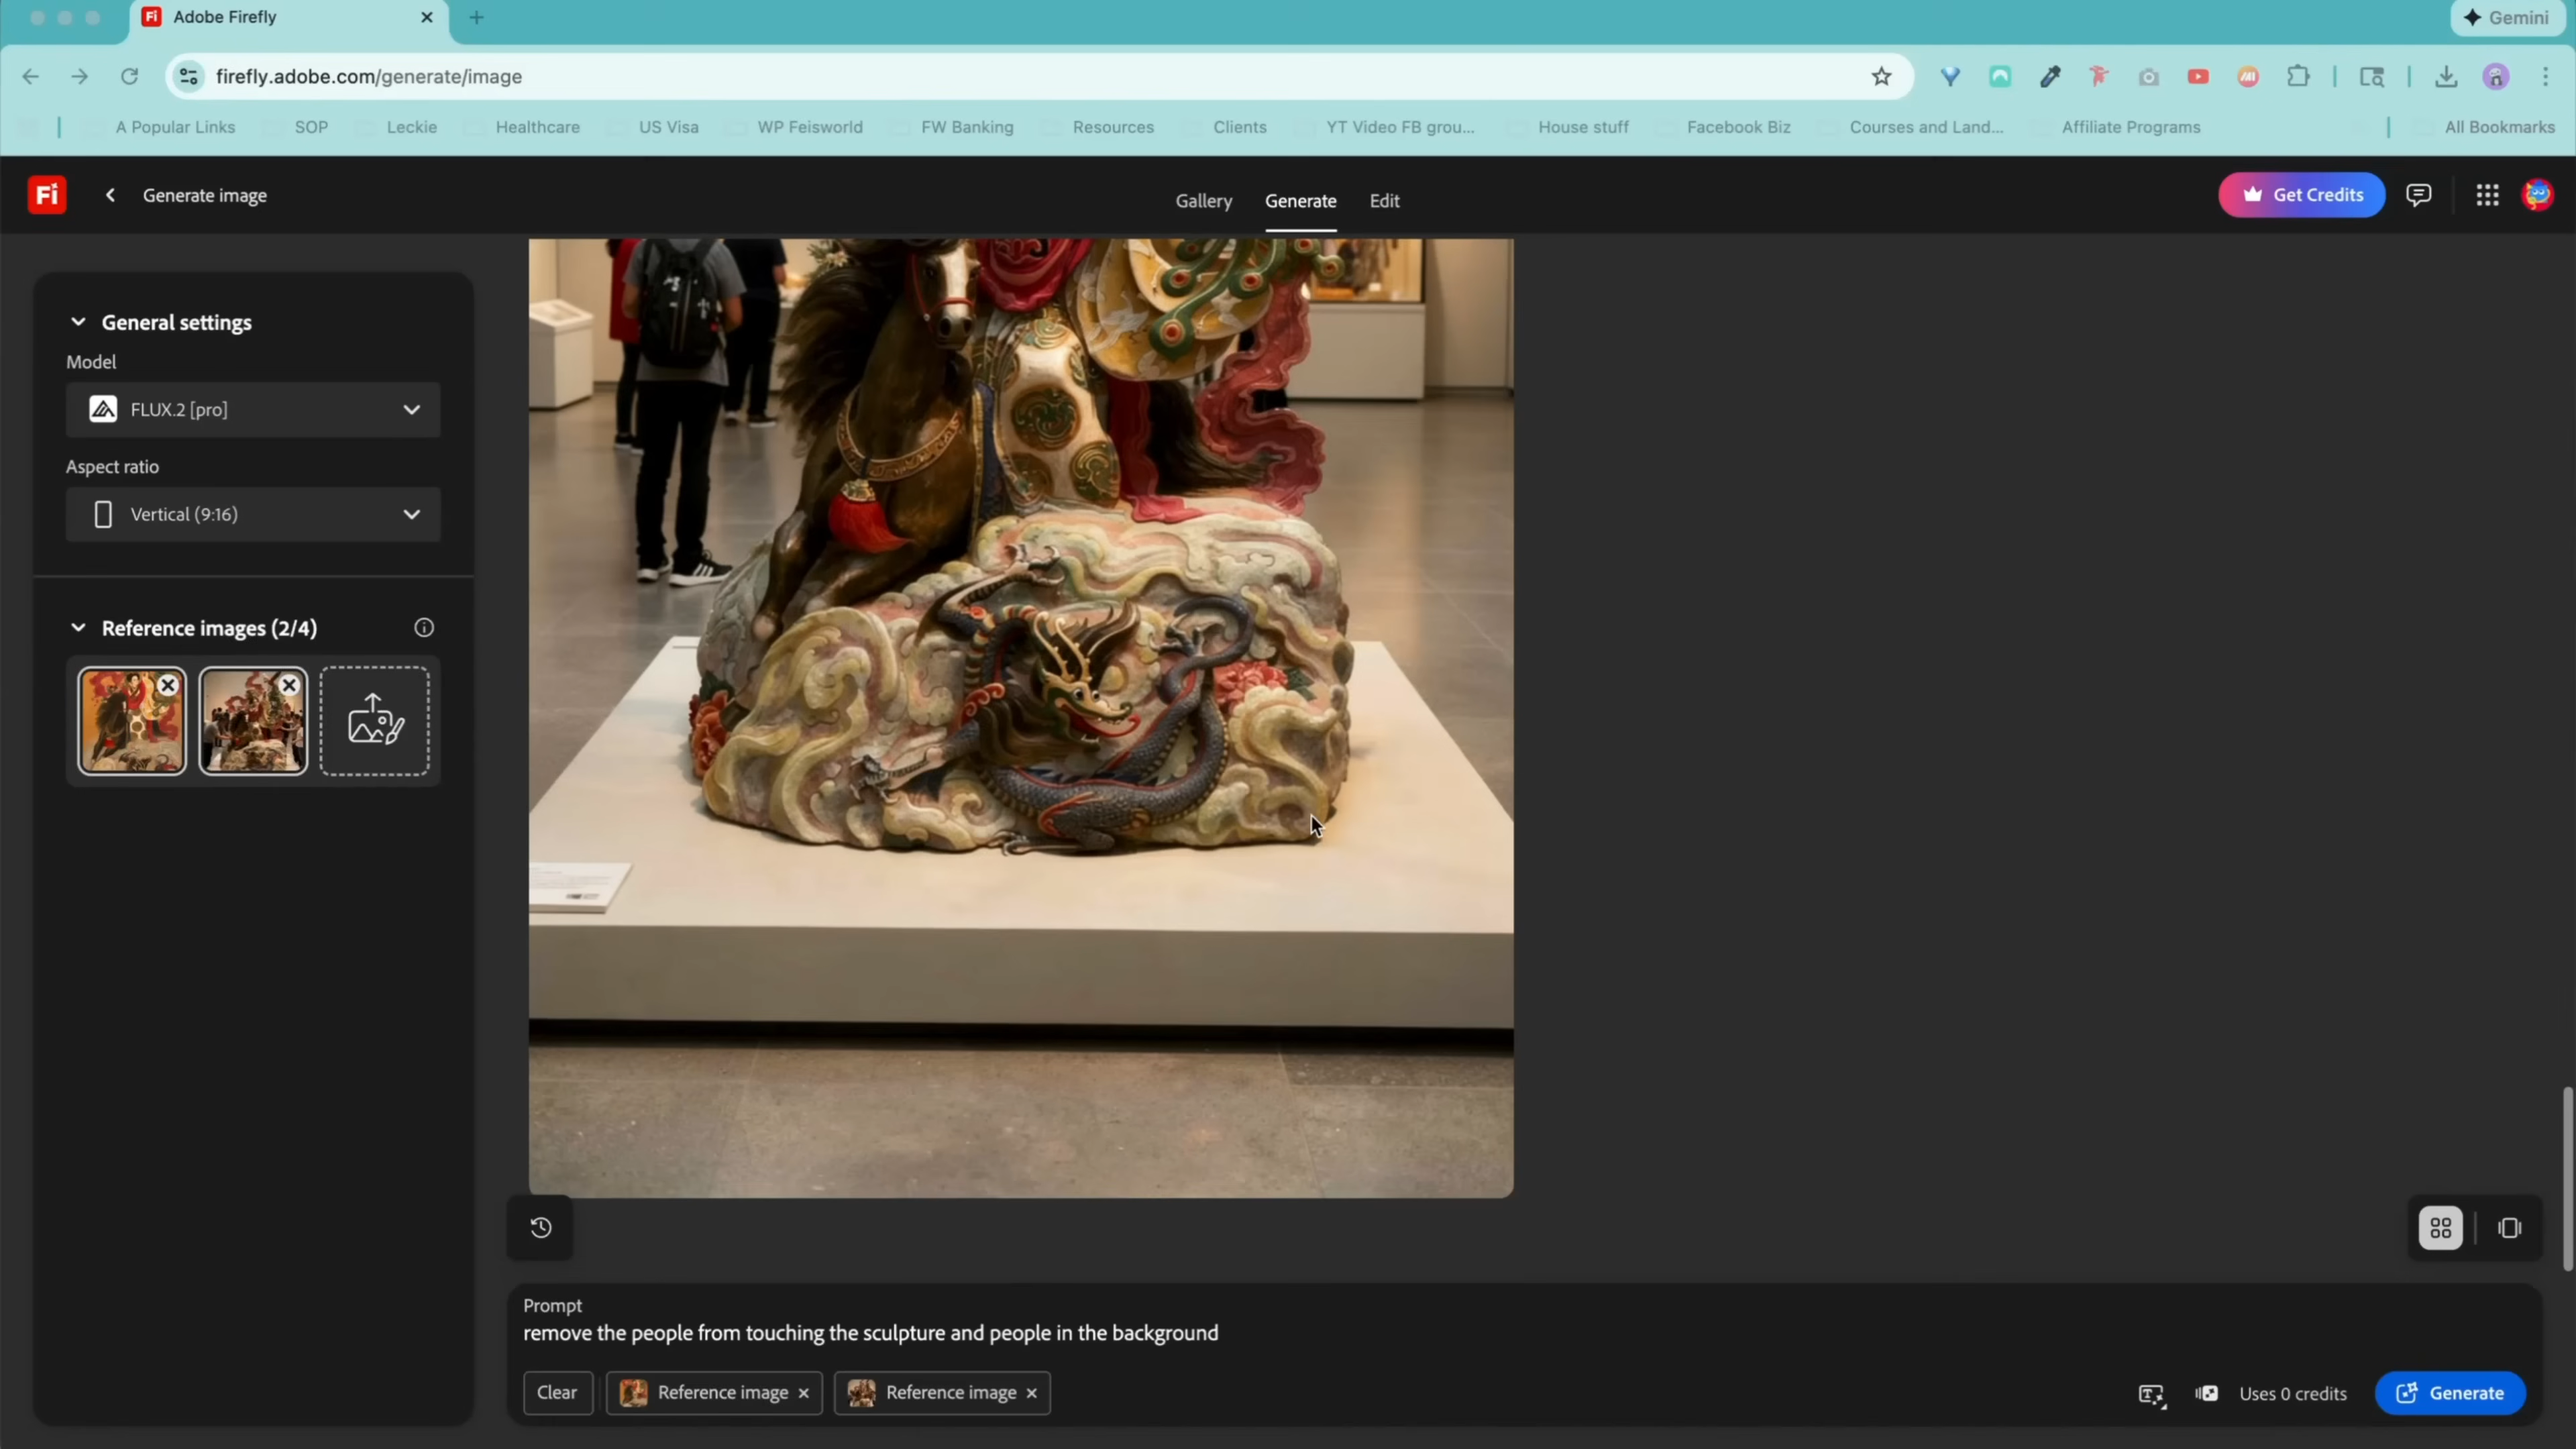 Fi Adobe Firefly
Gemini
firefly.adobe.com/generate/image
A Popular Links SOP Leckie Healthcare US Visa WP Feisworld FW Banking Resources Clients YT Video FB grou... House stuff Facebook Biz Courses and Land... Affiliate Programs All Bookmarks
Fi Generate image Gallery Generate Edit Get Credits
General settings
Model
FLUX.2 [pro]
Aspect ratio
Vertical (9:16)
Reference images (2/4)
Prompt
remove the people from touching the sculpture and people in the background
Clear Reference image Reference image Uses 0 credits Generate